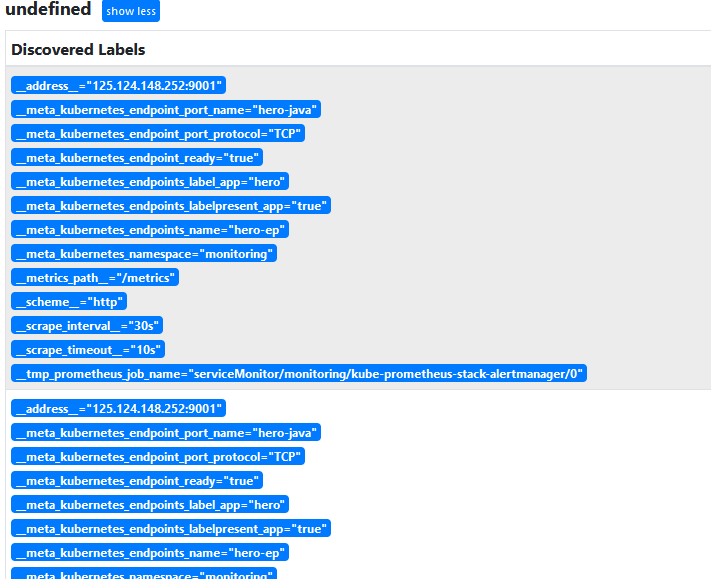 undefined show less
Discovered Labels
__address__="125.124.148.252:9001"
__meta_kubernetes_endpoint_port_name="hero-java"
__meta_kubernetes_endpoint_port_protocol="TCP"
__meta_kubernetes_endpoint_ready="true"
__meta_kubernetes_endpoints_label_app="hero"
__meta_kubernetes_endpoints_labelpresent_app="true"
__meta_kubernetes_endpoints_name="hero-ep"
__meta_kubernetes_namespace="monitoring"
__metrics_path__="/metrics"
__scheme__="http"
__scrape_interval__="30s"
__scrape_timeout__="10s"
__tmp_prometheus_job_name="serviceMonitor/monitoring/kube-prometheus-stack-alertmanager/0"
__address__="125.124.148.252:9001"
__meta_kubernetes_endpoint_port_name="hero-java"
__meta_kubernetes_endpoint_port_protocol="TCP"
__meta_kubernetes_endpoint_ready="true"
__meta_kubernetes_endpoints_label_app="hero"
__meta_kubernetes_endpoints_labelpresent_app="true"
__meta_kubernetes_endpoints_name="hero-ep"
__meta_kubernetes_namespace="monitoring"